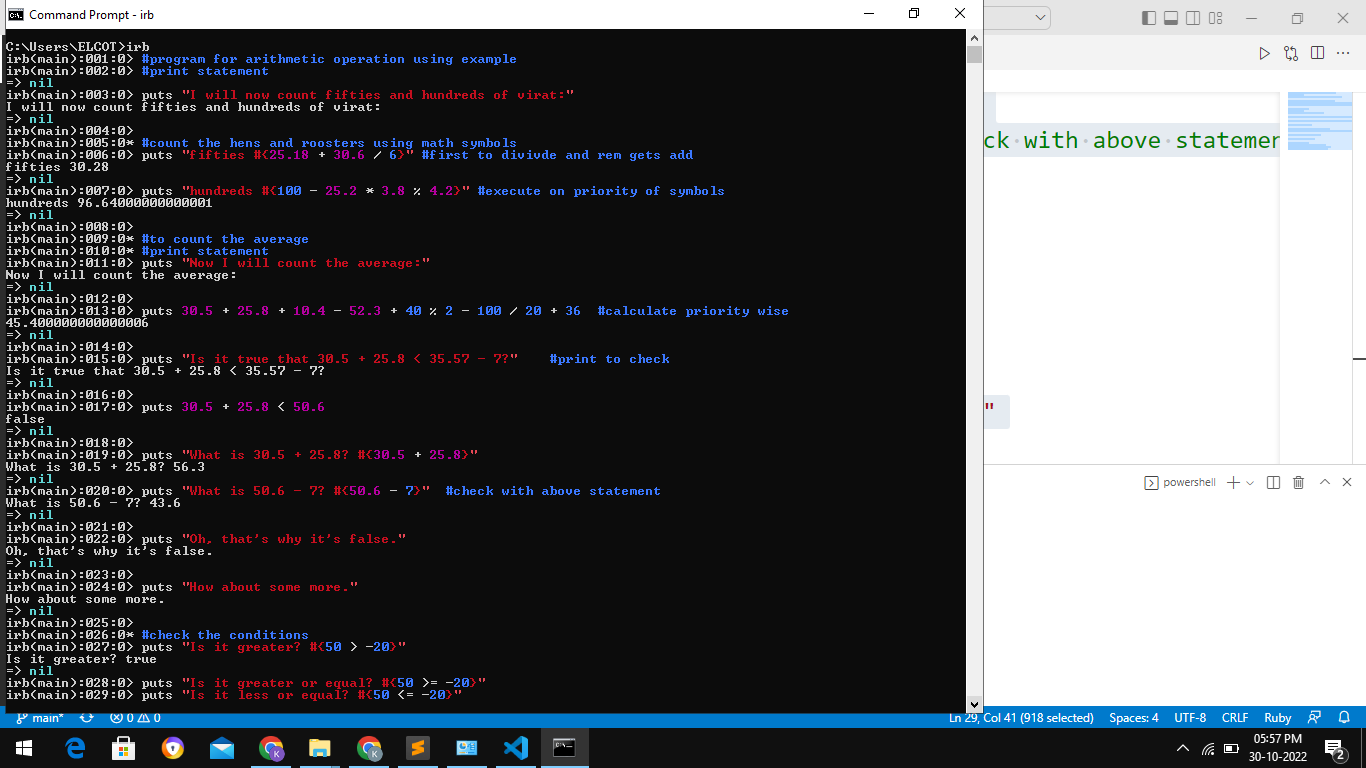 Command Prompt - irb
C:\Users\ELCOT>irb
irb(main):001:0> #program for arithmetic operation using example
irb(main):002:0> #print statement
=> nil
irb(main):003:0> puts "I will now count fifties and hundreds of virat:"
I will now count fifties and hundreds of virat:
=> nil
irb(main):004:0>
irb(main):005:0* #count the hens and roosters using math symbols
irb(main):006:0> puts "fifties #{25.18 + 30.6 / 6}" #first to divivde and rem gets add
fifties 30.28
=> nil
irb(main):007:0> puts "hundreds #{100 - 25.2 * 3.8 % 4.2}" #execute on priority of symbols
hundreds 96.64000000000001
=> nil
irb(main):008:0>
irb(main):009:0* #to count the average
irb(main):010:0* #print statement
irb(main):011:0> puts "Now I will count the average:"
Now I will count the average:
=> nil
irb(main):012:0>
irb(main):013:0> puts 30.5 + 25.8 + 10.4 - 52.3 + 40 % 2 - 100 / 20 + 36  #calculate priority wise
45.400000000000006
=> nil
irb(main):014:0>
irb(main):015:0> puts "Is it true that 30.5 + 25.8 < 35.57 - 7?"    #print to check
Is it true that 30.5 + 25.8 < 35.57 - 7?
=> nil
irb(main):016:0>
irb(main):017:0> puts 30.5 + 25.8 < 50.6
false
=> nil
irb(main):018:0>
irb(main):019:0> puts "What is 30.5 + 25.8? #{30.5 + 25.8}"
What is 30.5 + 25.8? 56.3
=> nil
irb(main):020:0> puts "What is 50.6 - 7? #{50.6 - 7}"  #check with above statement
What is 50.6 - 7? 43.6
=> nil
irb(main):021:0>
irb(main):022:0> puts "Oh, that's why it's false."
Oh, that's why it's false.
=> nil
irb(main):023:0>
irb(main):024:0> puts "How about some more."
How about some more.
=> nil
irb(main):025:0>
irb(main):026:0* #check the conditions
irb(main):027:0> puts "Is it greater? #{50 > -20}"
Is it greater? true
=> nil
irb(main):028:0> puts "Is it greater or equal? #{50 >= -20}"
irb(main):029:0> puts "Is it less or equal? #{50 <= -20}"
ck·with·above·statemen
"
powershell
main* 0 0 Ln 29, Col 41 (918 selected) Spaces: 4 UTF-8 CRLF Ruby
05:57 PM
30-10-2022
2